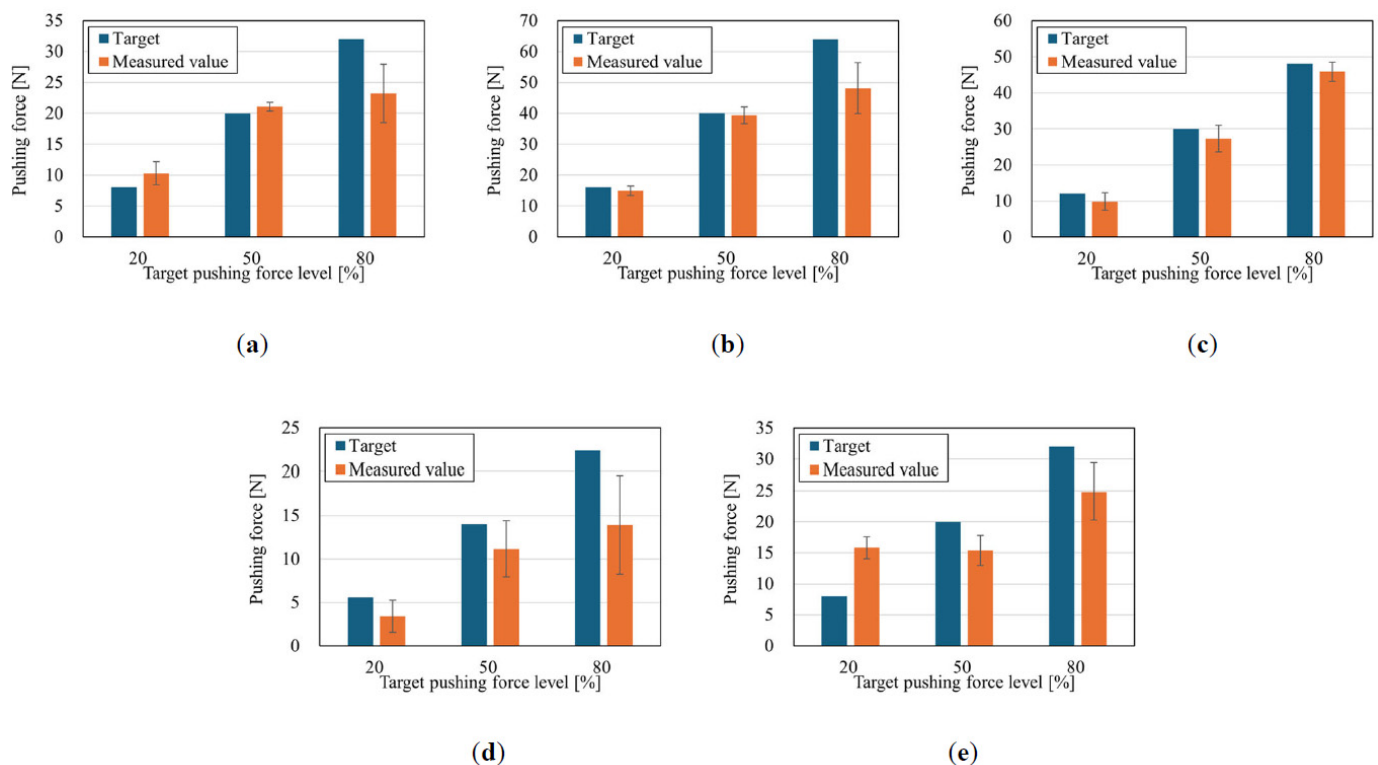 35
30
25
20
15
10
5
0
Pushing force [N]
Target
Measured value
20 50 80
Target pushing force level [%]
(a)
70
60
50
40
30
20
10
0
Pushing force [N]
Target
Measured value
20 50 80
Target pushing force level [%]
(b)
60
50
40
30
20
10
0
Pushing force [N]
Target
Measured value
20 50 80
Target pushing force level [%]
(c)
25
20
15
10
5
0
Pushing force [N]
Target
Measured value
20 50 80
Target pushing force level [%]
(d)
35
30
25
20
15
10
5
0
Pushing force [N]
Target
Measured value
20 50 80
Target pushing force level [%]
(e)